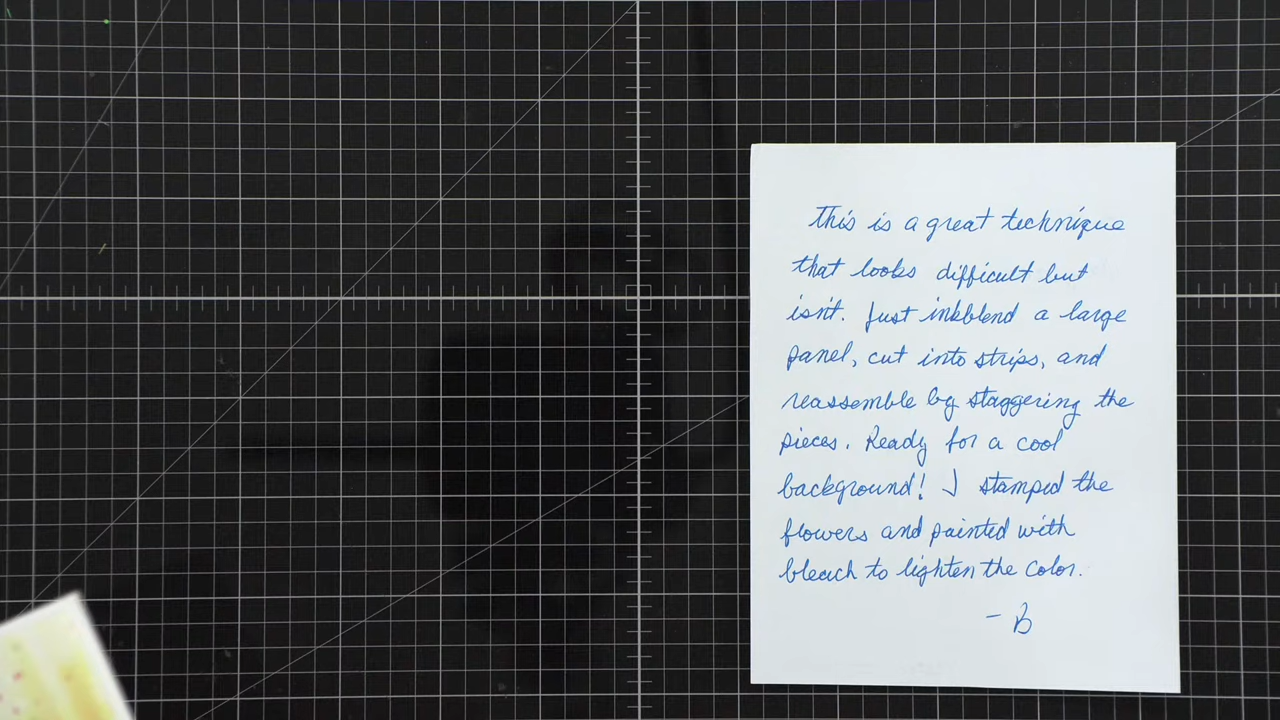 This is a great technique
that looks difficult but
isn't. Just inkblend a large
panel, cut into strips, and
reassemble by staggering the
pieces. Ready for a cool
background! I stamped the
flowers and painted with
bleach to lighten the color.
- B